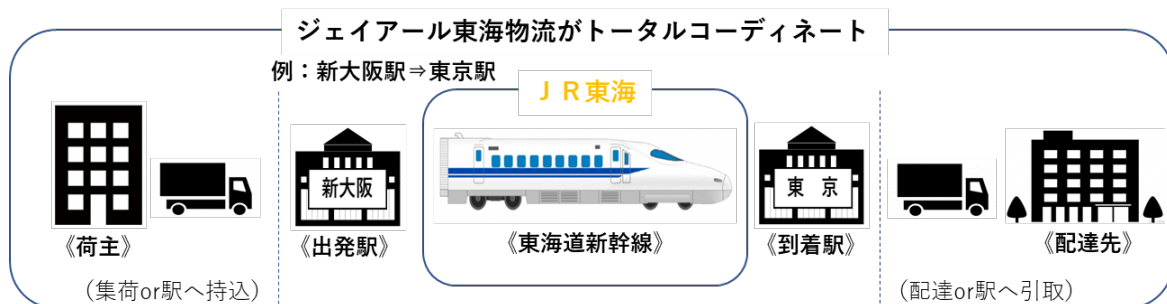 ジェイアール東海物流がトータルコーディネート
例：新大阪駅⇒東京駅
ＪＲ東海
新大阪
東　京
《荷主》
《出発駅》
《東海道新幹線》
《到着駅》
《配達先》
（集荷or駅へ持込）
（配達or駅へ引取）